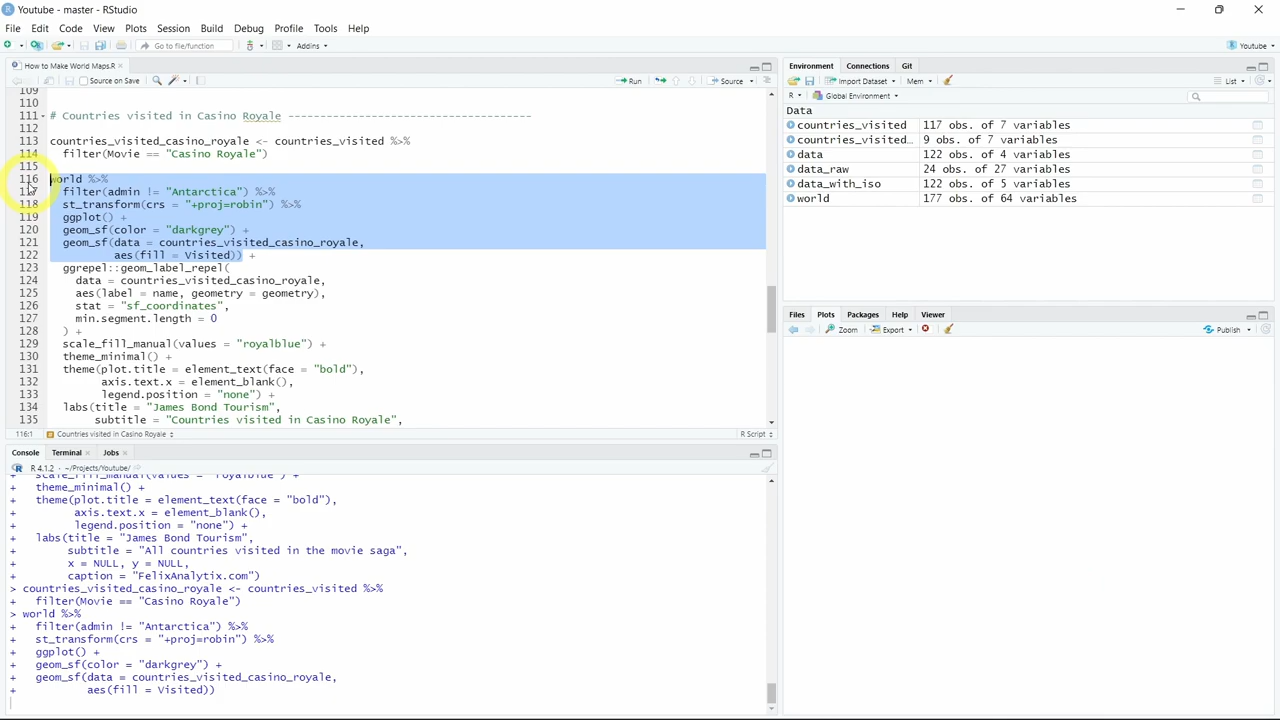 Youtube - master - RStudio
File Edit Code View Plots Session Build Debug Profile Tools Help
Go to file/function Addins Youtube
How to Make World Maps.R
Source on Save Run Source
109
110
111 # Countries visited in Casino Royale --------------------------------------
112
113 countries_visited_casino_royale <- countries_visited %>%
114 filter(Movie == "Casino Royale")
115
116 world %>%
filter(admin != "Antarctica") %>%
118 st_transform(crs = "+proj=robin") %>%
119 ggplot() +
120 geom_sf(color = "darkgrey") +
121 geom_sf(data = countries_visited_casino_royale,
122 aes(fill = Visited)) +
123 ggrepel::geom_label_repel(
124 data = countries_visited_casino_royale,
125 aes(label = name, geometry = geometry),
126 stat = "sf_coordinates",
127 min.segment.length = 0
128 ) +
129 scale_fill_manual(values = "royalblue") +
130 theme_minimal() +
131 theme(plot.title = element_text(face = "bold"),
132 axis.text.x = element_blank(),
133 legend.position = "none") +
134 labs(title = "James Bond Tourism",
135 subtitle = "Countries visited in Casino Royale",
116:1 Countries visited in Casino Royale R Script
Console Terminal Jobs
R 4.1.2 · ~/Projects/Youtube/
+ scale_fill_manual(values = "royalblue") +
+ theme_minimal() +
+ theme(plot.title = element_text(face = "bold"),
+ axis.text.x = element_blank(),
+ legend.position = "none") +
+ labs(title = "James Bond Tourism",
+ subtitle = "All countries visited in the movie saga",
+ x = NULL, y = NULL,
+ caption = "FelixAnalytix.com")
> countries_visited_casino_royale <- countries_visited %>%
+ filter(Movie == "Casino Royale")
> world %>%
+ filter(admin != "Antarctica") %>%
+ st_transform(crs = "+proj=robin") %>%
+ ggplot() +
+ geom_sf(color = "darkgrey") +
+ geom_sf(data = countries_visited_casino_royale,
+ aes(fill = Visited))
Environment Connections Git
Import Dataset Mem List
R Global Environment
Data
countries_visited 117 obs. of 7 variables
countries_visited… 9 obs. of 7 variables
data 122 obs. of 4 variables
data_raw 24 obs. of 27 variables
data_with_iso 122 obs. of 5 variables
world 177 obs. of 64 variables
Files Plots Packages Help Viewer
Zoom Export Publish